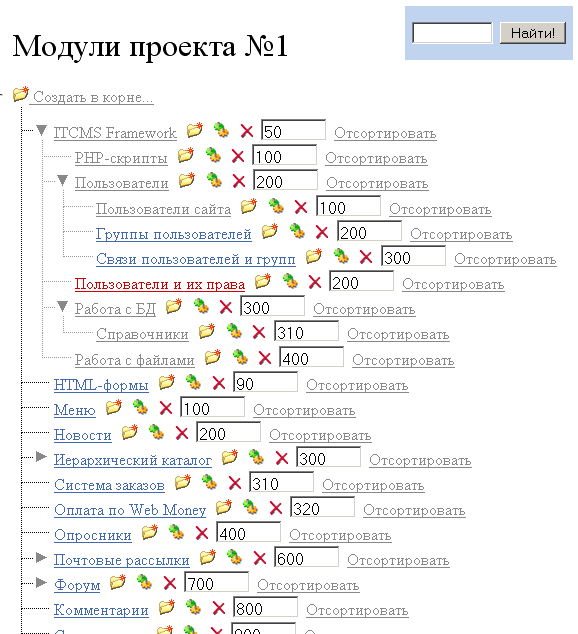 Найти!
Модули проекта №1
Создать в корне...
ITCMS Framework 50 Отсортировать
PHP-скрипты 100 Отсортировать
Пользователи 200 Отсортировать
Пользователи сайта 100 Отсортировать
Группы пользователей 200 Отсортировать
Связи пользователей и групп 300 Отсортировать
Пользователи и их права 200 Отсортировать
Работа с БД 300 Отсортировать
Справочники 310 Отсортировать
Работа с файлами 400 Отсортировать
HTML-формы 90 Отсортировать
Меню 100 Отсортировать
Новости 200 Отсортировать
Иерархический каталог 300 Отсортировать
Система заказов 310 Отсортировать
Оплата по Web Money 320 Отсортировать
Опросники 400 Отсортировать
Почтовые рассылки 600 Отсортировать
Форум 700 Отсортировать
Комментарии 800 Отсортировать